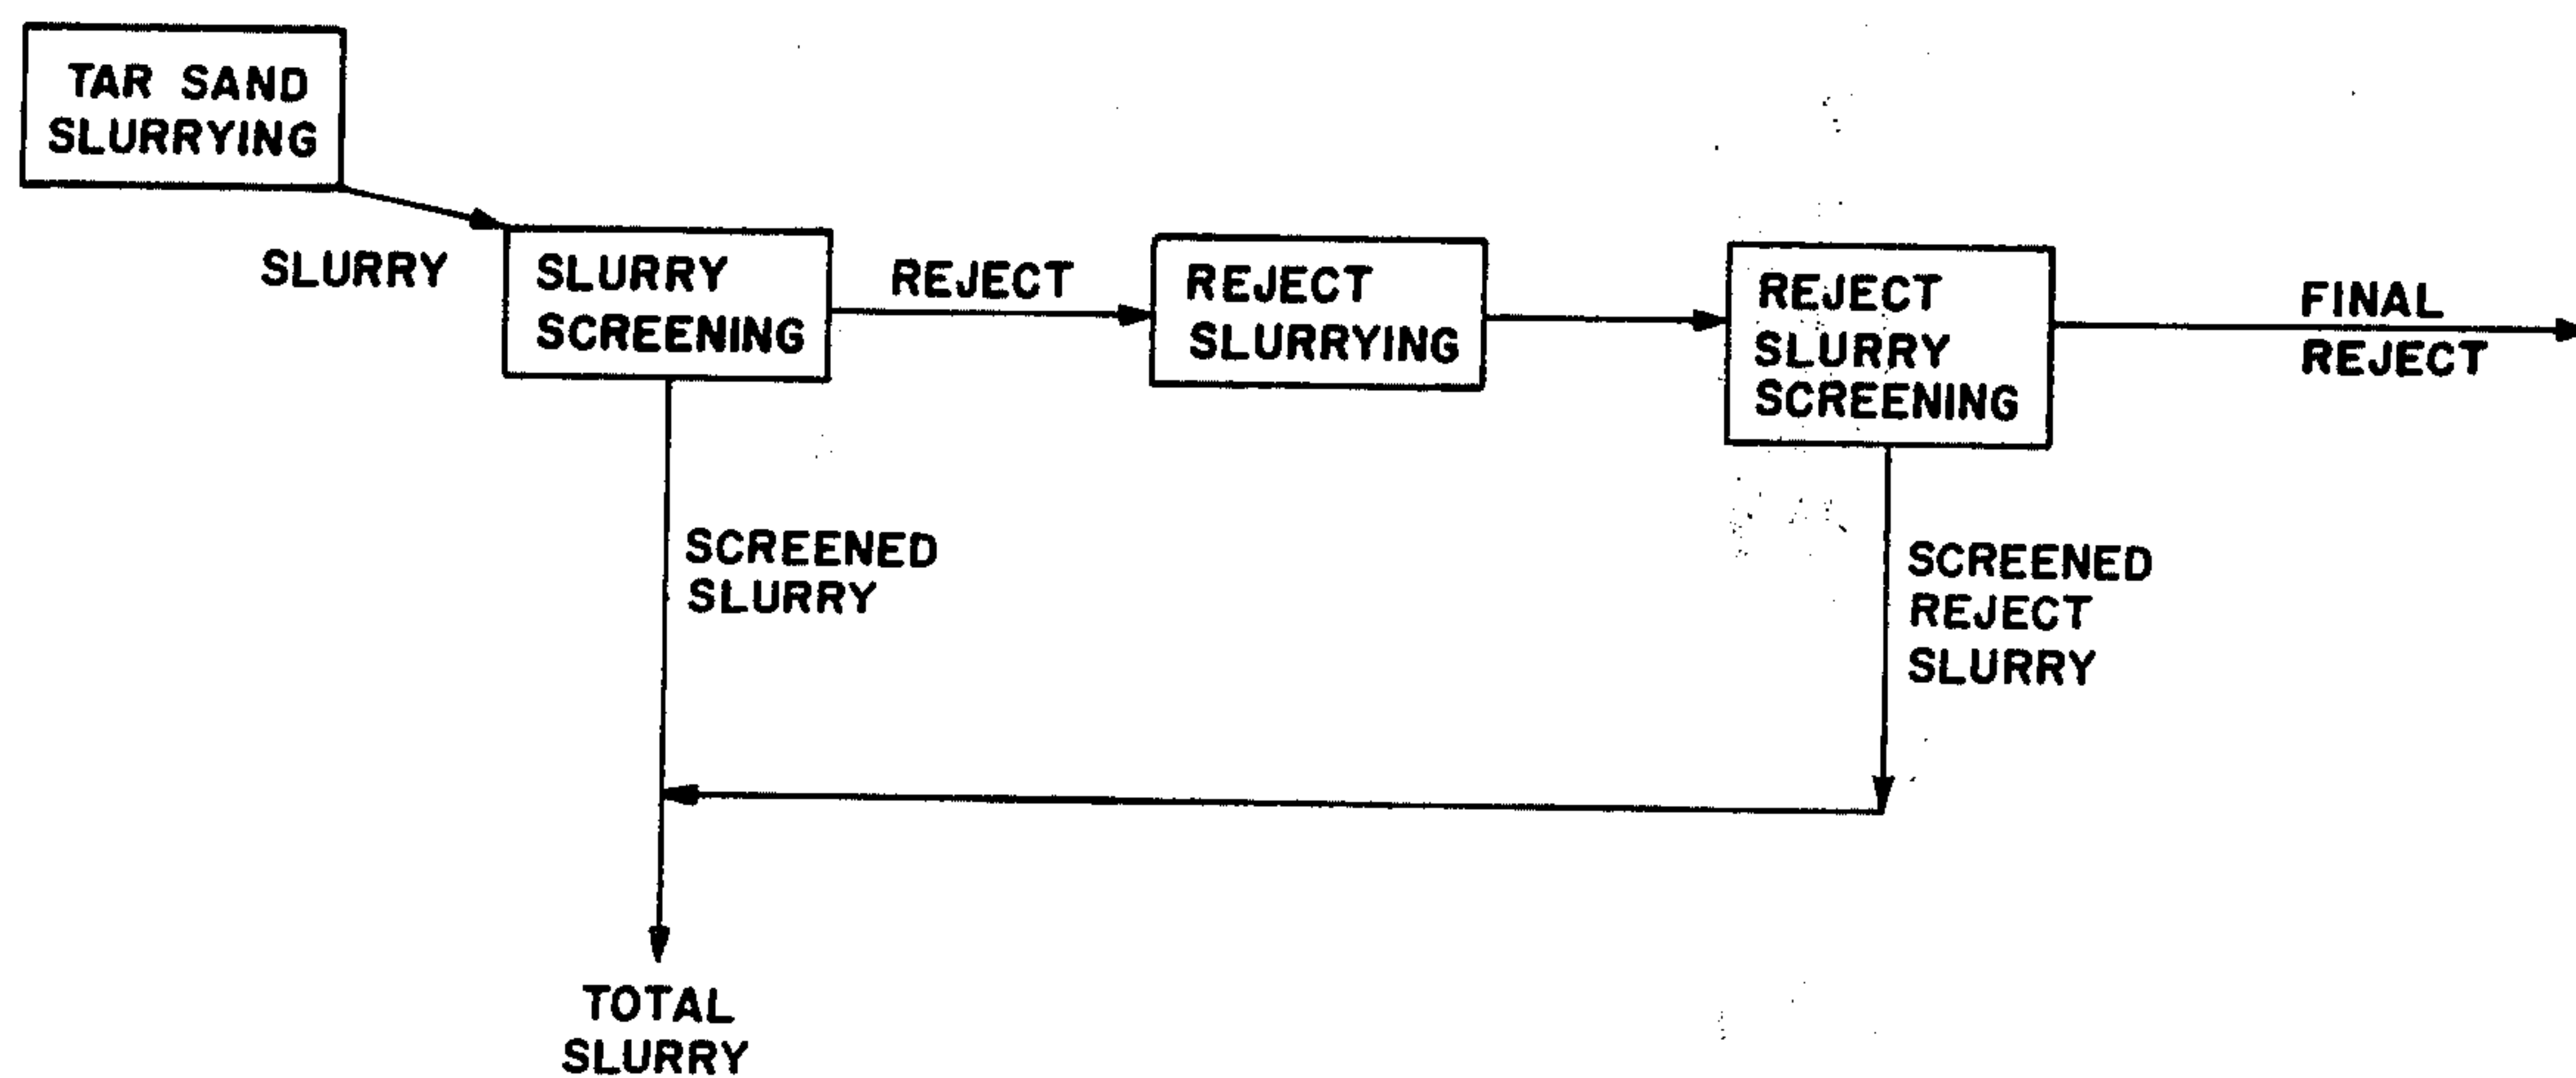 TAR SAND
SLURRYING
SLURRY
SLURRY
SCREENING
REJECT
REJECT
SLURRYING
REJECT
SLURRY
SCREENING
FINAL
REJECT
SCREENED
SLURRY
SCREENED
REJECT
SLURRY
TOTAL
SLURRY